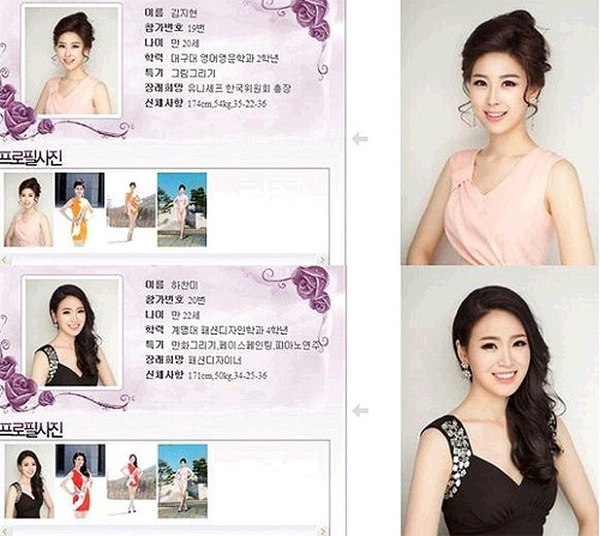 이름 김지현
참가번호 19번
나이 만 20세
학력 대구대 영어영문학과 2학년
특기 그림그리기
장래희망 유니세프 한국위원회 총장
신체사항 174cm,54kg,35-22-36
프로필사진
이름 하찬미
참가번호 20번
나이 만 22세
학력 계명대 패션디자인학과 4학년
특기 만화그리기,페이스페인팅,피아노연주
장래희망 패션디자이너
신체사항 171cm,50kg,34-25-36
프로필사진